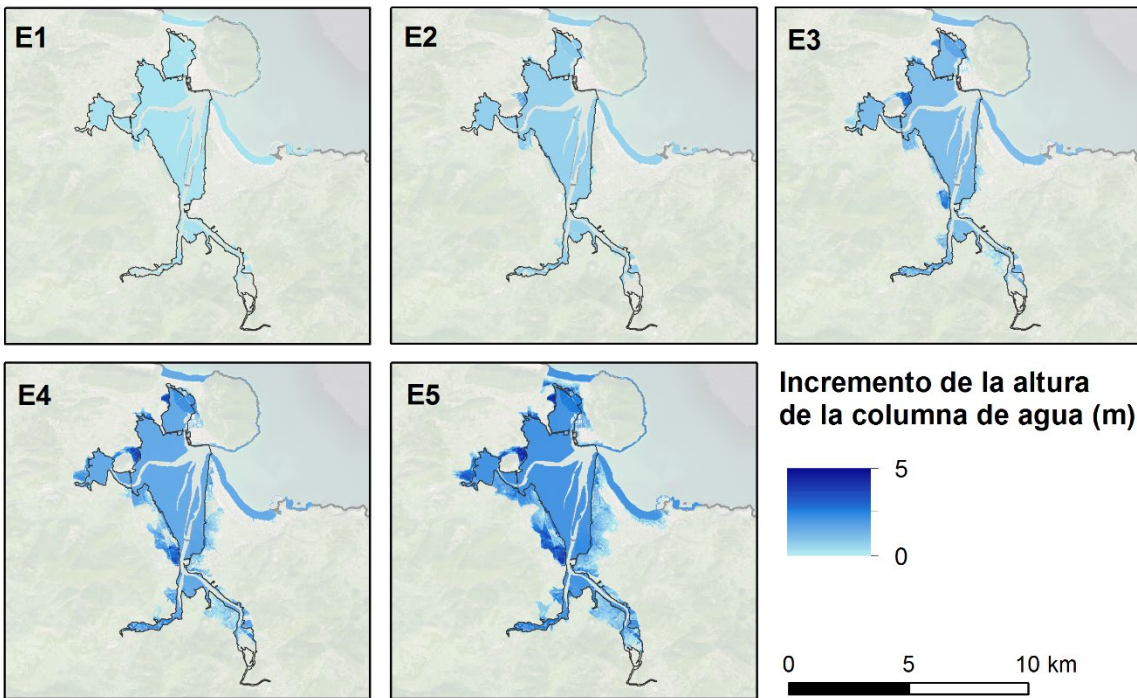 E1
E2
E3
E4
E5
Incremento de la altura
de la columna de agua (m)
5
0
0 5 10 km